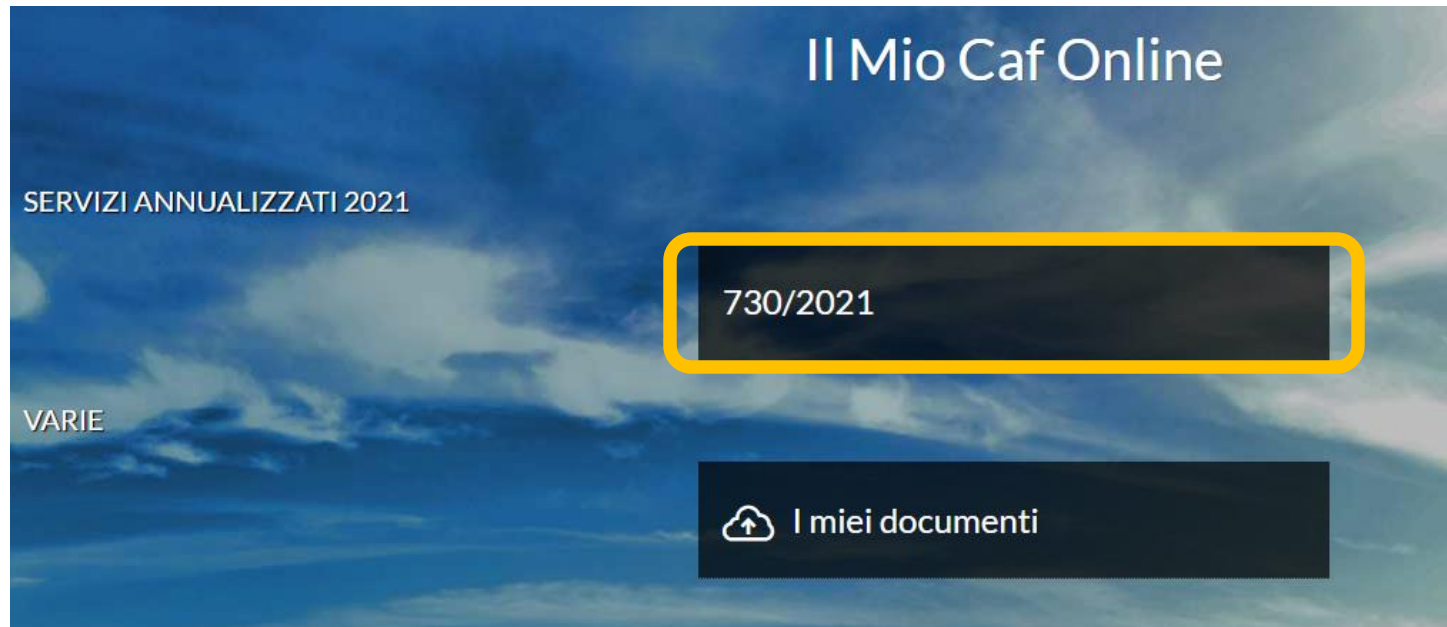 Il Mio Caf Online
SERVIZI ANNUALIZZATI 2021
730/2021
VARIE
I miei documenti